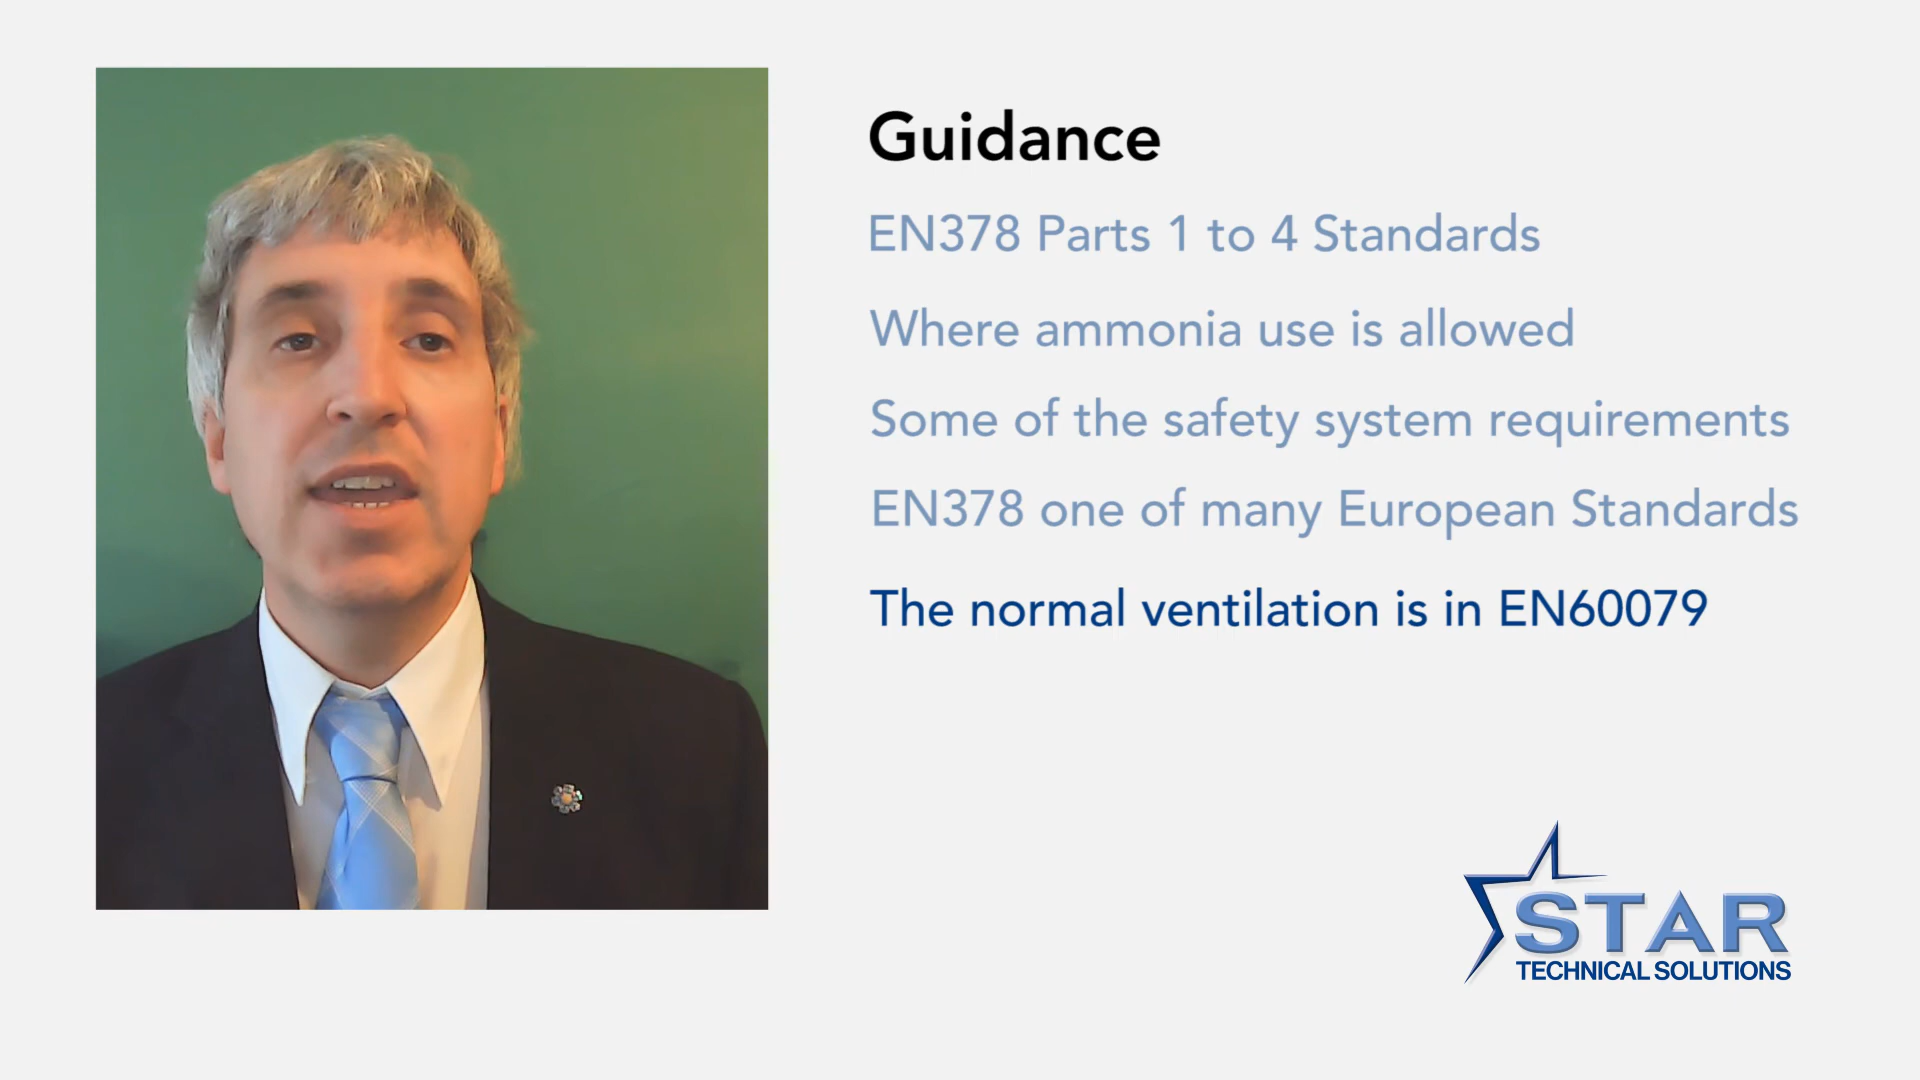 Guidance
EN378 Parts 1 to 4 Standards
Where ammonia use is allowed
Some of the safety system requirements
EN378 one of many European Standards
The normal ventilation is in EN60079
STAR
TECHNICAL SOLUTIONS